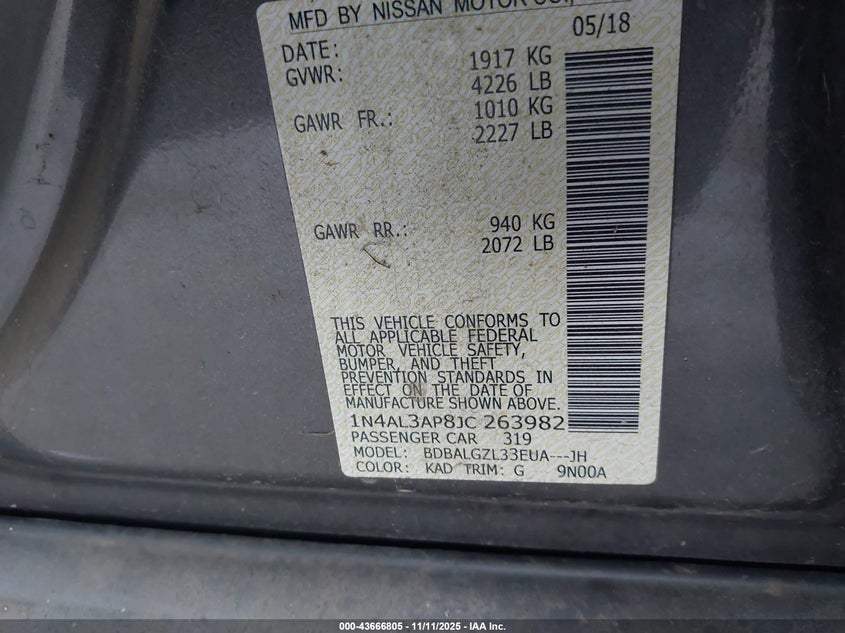 MFD BY NISSAN MOTOR CO.,
DATE: 05/18
GVWR: 1917 KG
4226 LB
GAWR FR.: 1010 KG
2227 LB
GAWR RR.: 940 KG
2072 LB
THIS VEHICLE CONFORMS TO
ALL APPLICABLE FEDERAL
MOTOR VEHICLE SAFETY,
BUMPER, AND THEFT
PREVENTION STANDARDS IN
EFFECT ON THE DATE OF
MANUFACTURE SHOWN ABOVE.
1N4AL3AP8JC 263982
PASSENGER CAR 319
MODEL: BDBALGZL33EUA---JH
COLOR: KAD TRIM: G 9N00A
000-43666805 - 11/11/2025 - IAA Inc.